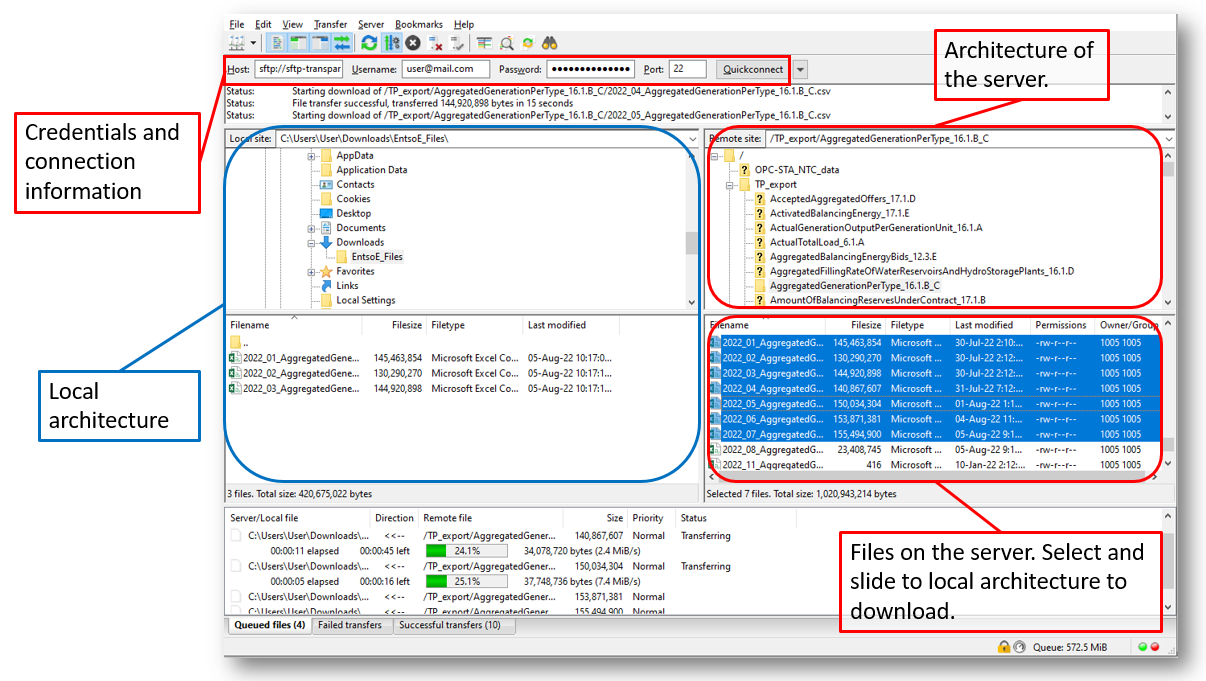 File Edit View Transfer Server Bookmarks Help
Host: sftp://sftp-transpar Username: user@mail.com Password: •••••••••••••• Port: 22 Quickconnect
Status: Starting download of /TP_export/AggregatedGenerationPerType_16.1.B_C/2022_04_AggregatedGenerationPerType_16.1.B_C.csv
Status: File transfer successful, transferred 144,920,898 bytes in 15 seconds
Status: Starting download of /TP_export/AggregatedGenerationPerType_16.1.B_C/2022_05_AggregatedGenerationPerType_16.1.B_C.csv
Architecture of
the server.
Credentials and
connection
information
Local site: C:\Users\User\Downloads\EntsoE_Files\
AppData
Application Data
Contacts
Cookies
Desktop
Documents
Downloads
EntsoE_Files
Favorites
Links
Local Settings
Remote site: /TP_export/AggregatedGenerationPerType_16.1.B_C
/
OPC-STA_NTC_data
TP_export
AcceptedAggregatedOffers_17.1.D
ActivatedBalancingEnergy_17.1.E
ActualGenerationOutputPerGenerationUnit_16.1.A
ActualTotalLoad_6.1.A
AggregatedBalancingEnergyBids_12.3.E
AggregatedFillingRateOfWaterReservoirsAndHydroStoragePlants_16.1.D
AggregatedGenerationPerType_16.1.B_C
AmountOfBalancingReservesUnderContract_17.1.B
Filename Filesize Filetype Last modified
..
2022_01_AggregatedGene... 145,463,854 Microsoft Excel Co... 05-Aug-22 10:17:0...
2022_02_AggregatedGene... 130,290,270 Microsoft Excel Co... 05-Aug-22 10:17:1...
2022_03_AggregatedGene... 144,920,898 Microsoft Excel Co... 05-Aug-22 10:17:1...
3 files. Total size: 420,675,022 bytes
Local
architecture
Filename Filesize Filetype Last modified Permissions Owner/Group
2022_01_AggregatedG... 145,463,854 Microsoft ... 30-Jul-22 2:10:... -rw-r--r-- 1005 1005
2022_02_AggregatedG... 130,290,270 Microsoft ... 30-Jul-22 2:12:... -rw-r--r-- 1005 1005
2022_03_AggregatedG... 144,920,898 Microsoft ... 30-Jul-22 2:12:... -rw-r--r-- 1005 1005
2022_04_AggregatedG... 140,867,607 Microsoft ... 31-Jul-22 7:12:... -rw-r--r-- 1005 1005
2022_05_AggregatedG... 150,034,304 Microsoft ... 01-Aug-22 1:1... -rw-r--r-- 1005 1005
2022_06_AggregatedG... 153,871,381 Microsoft ... 04-Aug-22 11:... -rw-r--r-- 1005 1005
2022_07_AggregatedG... 155,494,900 Microsoft ... 05-Aug-22 9:1... -rw-r--r-- 1005 1005
2022_08_AggregatedG... 23,408,745 Microsoft ... 05-Aug-22 9:1... -rw-r--r-- 1005 1005
2022_11_AggregatedG... 416 Microsoft ... 10-Jan-22 2:12:... -rw-r--r-- 1005 1005
Selected 7 files. Total size: 1,020,943,214 bytes
Server/Local file Direction Remote file Size Priority Status
C:\Users\User\Downloads\... <<-- /TP_export/AggregatedGener... 140,867,607 Normal Transferring
00:00:11 elapsed 00:00:45 left 24.1% 34,078,720 bytes (2.4 MiB/s)
C:\Users\User\Downloads\... <<-- /TP_export/AggregatedGener... 150,034,304 Normal Transferring
00:00:05 elapsed 00:00:16 left 25.1% 37,748,736 bytes (7.4 MiB/s)
C:\Users\User\Downloads\... <<-- /TP_export/AggregatedGener... 153,871,381 Normal
C:\Users\User\Downloads\... <<-- /TP_export/AggregatedGener 155,494,900 Normal
Files on the server. Select and
slide to local architecture to
download.
Queued files (4) Failed transfers Successful transfers (10)
Queue: 572.5 MiB